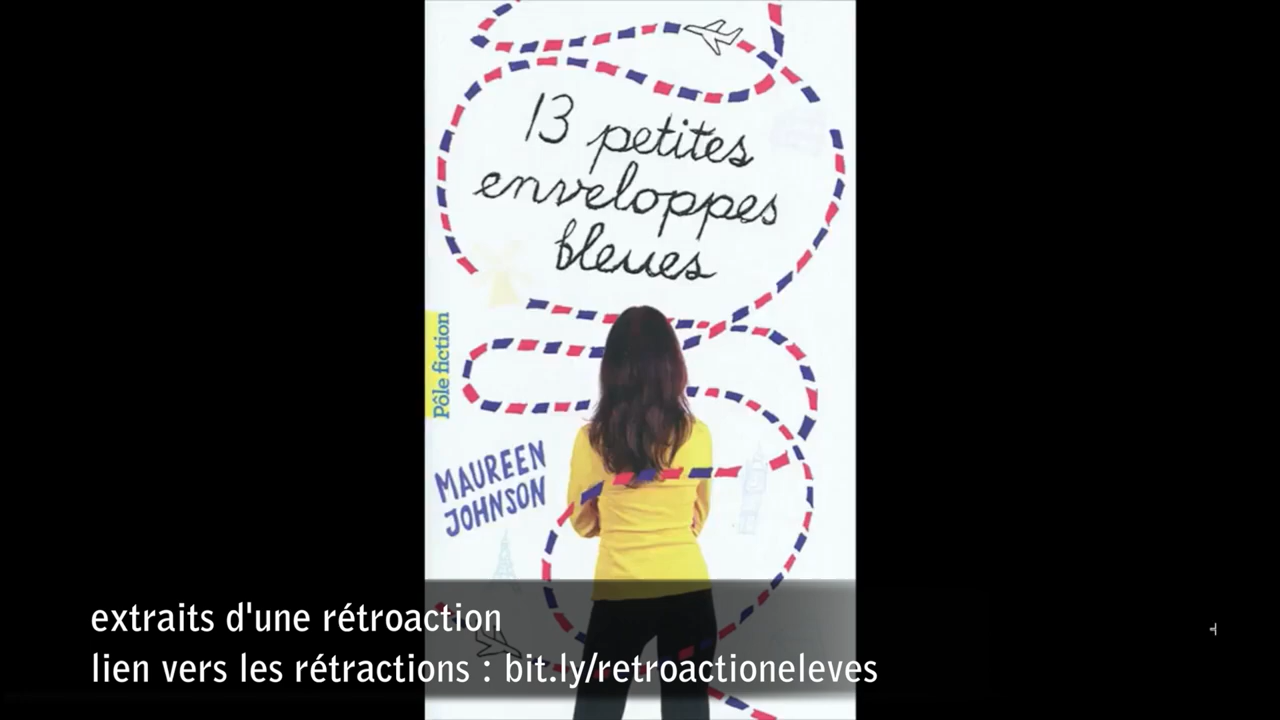 13 petites
enveloppes
bleues
Pôle fiction
MAUREEN
JOHNSON
extraits d'une rétroaction
lien vers les rétractions : bit.ly/retroactioneleves